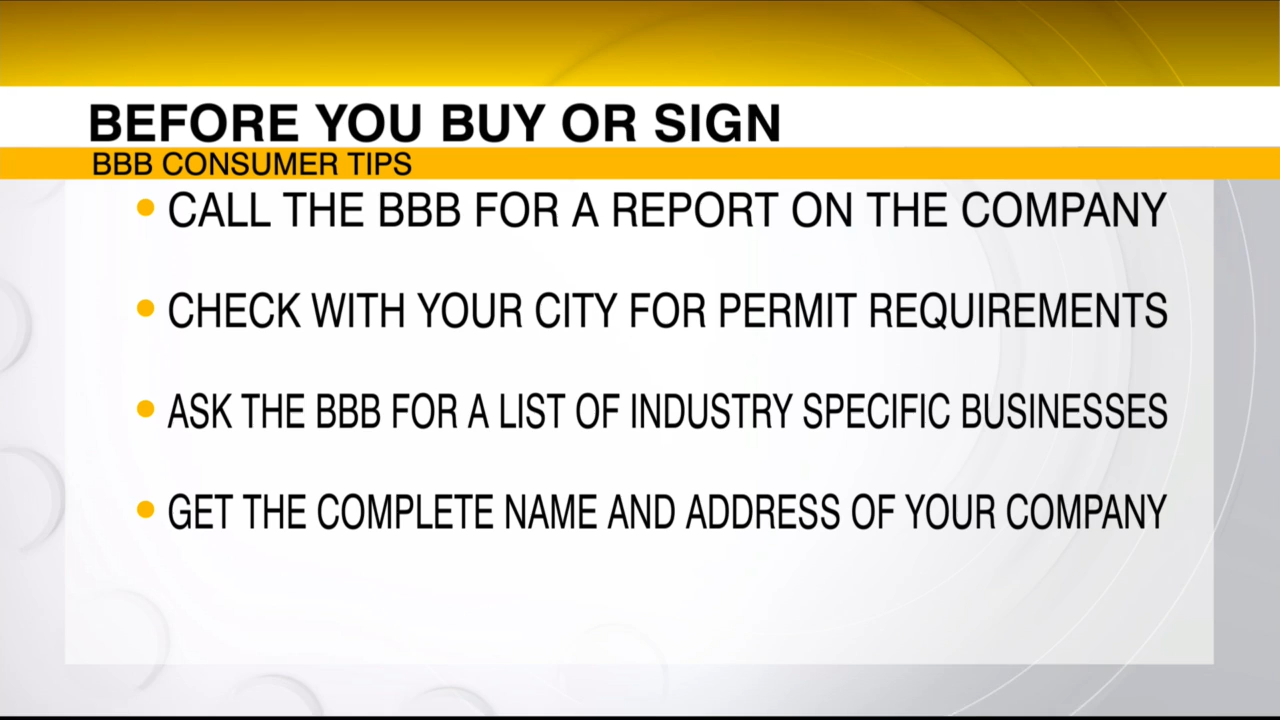 BEFORE YOU BUY OR SIGN
BBB CONSUMER TIPS
• CALL THE BBB FOR A REPORT ON THE COMPANY
• CHECK WITH YOUR CITY FOR PERMIT REQUIREMENTS
• ASK THE BBB FOR A LIST OF INDUSTRY SPECIFIC BUSINESSES
• GET THE COMPLETE NAME AND ADDRESS OF YOUR COMPANY